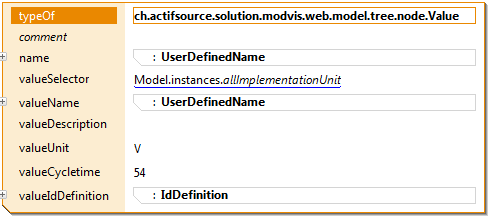 typeOf ch.actifsource.solution.modvis.web.model.tree.node.Value
comment
name : UserDefinedName
valueSelector Model.instances.allImplementationUnit
valueName : UserDefinedName
valueDescription
valueUnit V
valueCycletime 54
valueIdDefinition : IdDefinition